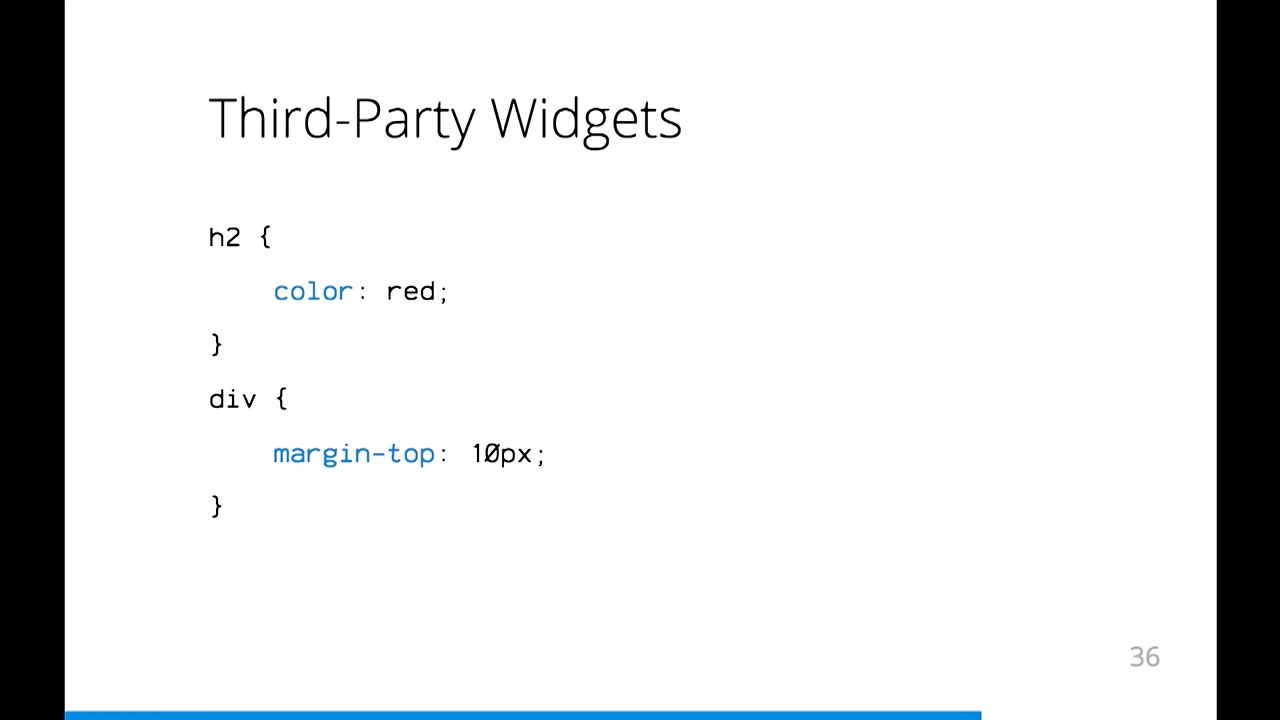 Third-Party Widgets
h2 {
color: red;
}
div {
margin-top: 10px;
}
36